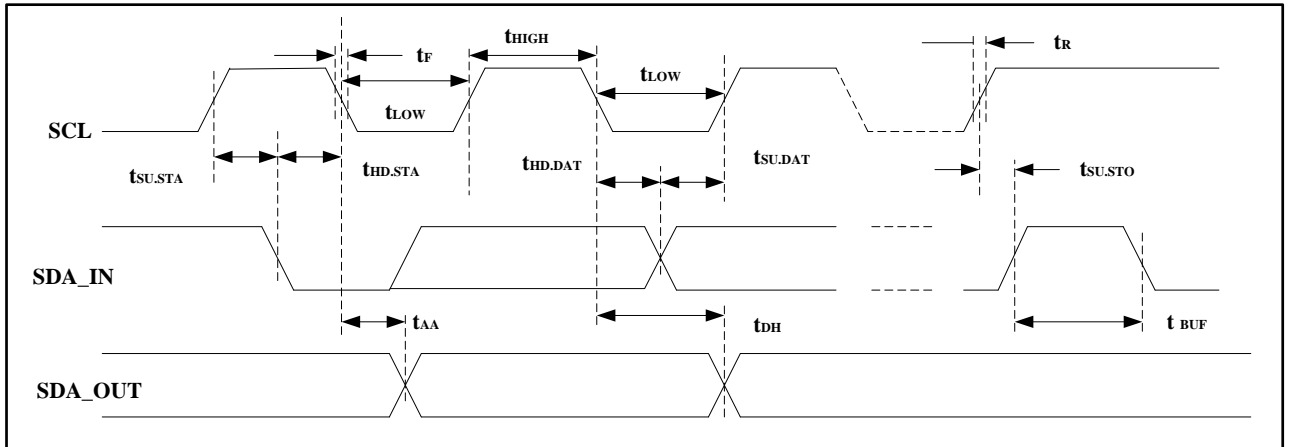 tF
tHIGH
tR
tLOW
tLOW
SCL
tSU.STA
tHD.STA
tHD.DAT
tSU.DAT
tSU.STO
SDA_IN
tAA
tDH
t BUF
SDA_OUT